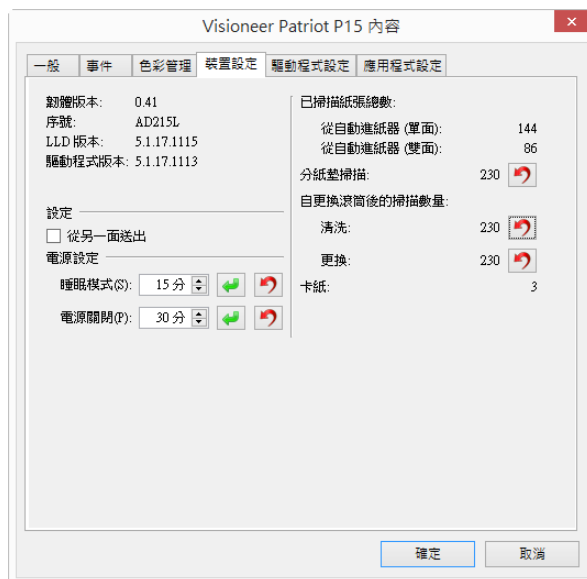 Visioneer Patriot P15 內容
一般 事件 色彩管理 裝置設定 驅動程式設定 應用程式設定
韌體版本: 0.41
序號: AD215L
LLD 版本: 5.1.17.1115
驅動程式版本: 5.1.17.1113
設定
從另一面送出
電源設定
睡眠模式(S): 15 分
電源關閉(P): 30 分
已掃描紙張總數:
從自動進紙器 (單面): 144
從自動進紙器 (雙面): 86
分紙墊掃描: 230
自更換滾筒後的掃描數量:
清洗: 230
更換: 230
卡紙: 3
確定 取消